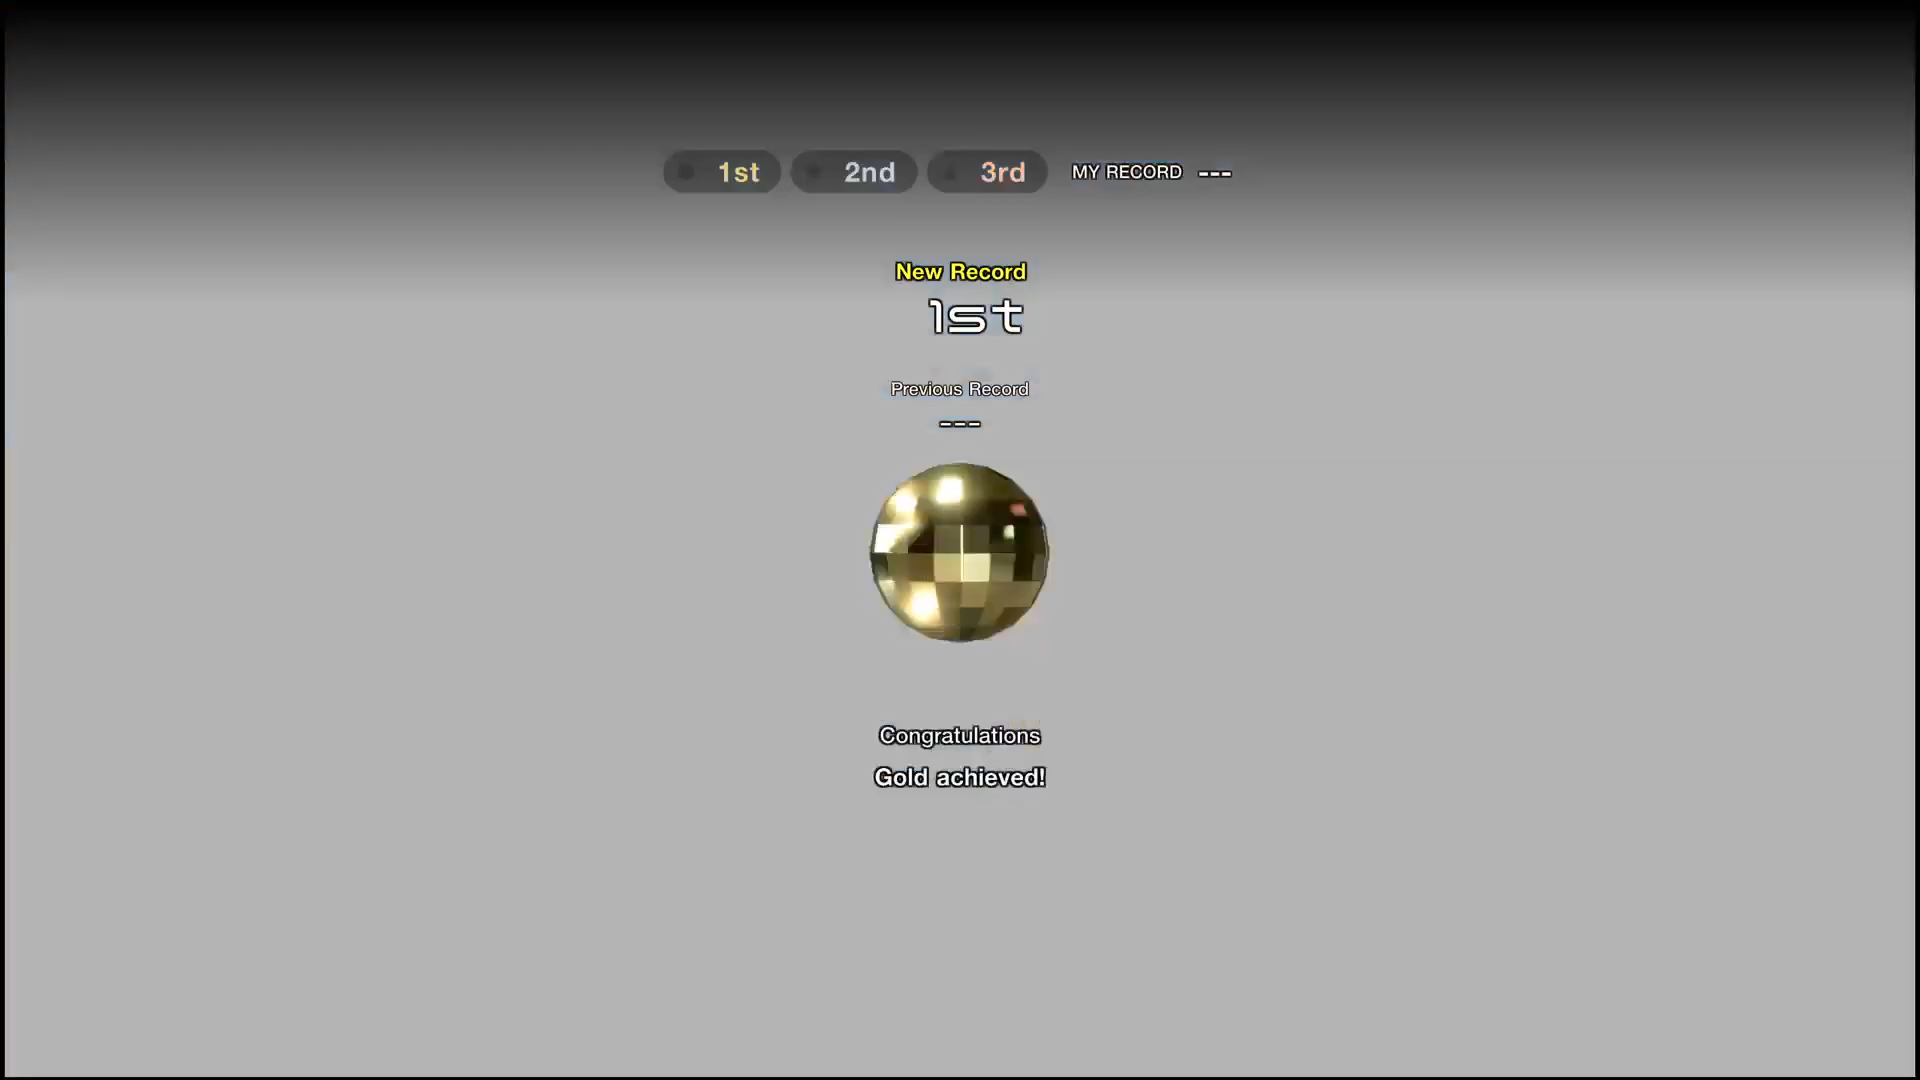 1st 2nd 3rd MY RECORD ---
New Record
1st
Previous Record
---
Congratulations
Gold achieved!